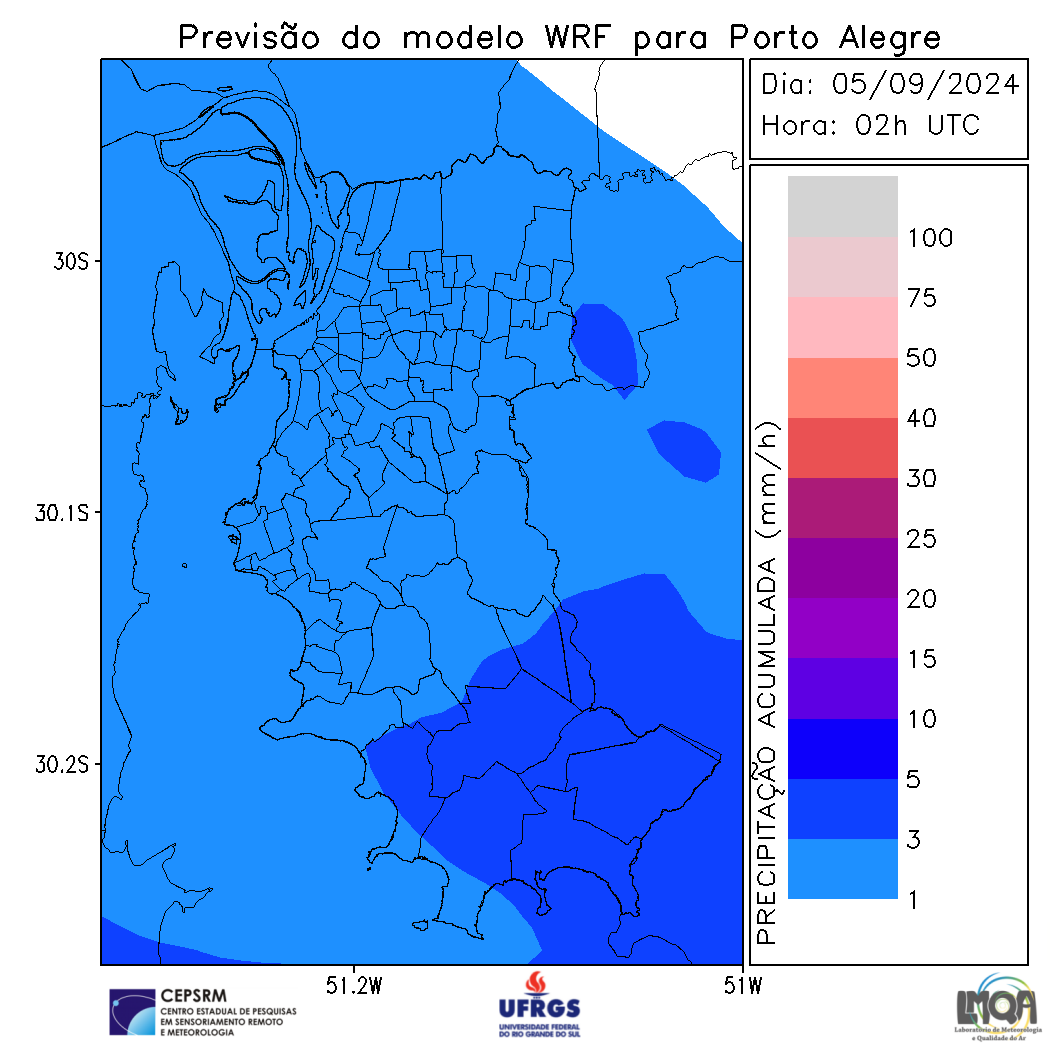 Previsão do modelo WRF para Porto Alegre
Dia: 05/09/2024
Hora: 02h UTC
30S
30.1S
30.2S
51.2W
51W
PRECIPITAÇÃO ACUMULADA (mm/h)
100
75
50
40
30
25
20
15
10
5
3
1
CEPSRM
CENTRO ESTADUAL DE PESQUISAS
EM SENSORIAMENTO REMOTO
E METEOROLOGIA
UFRGS
UNIVERSIDADE FEDERAL
DO RIO GRANDE DO SUL
LMQA
Laboratório de Meteorologia
e Qualidade do Ar